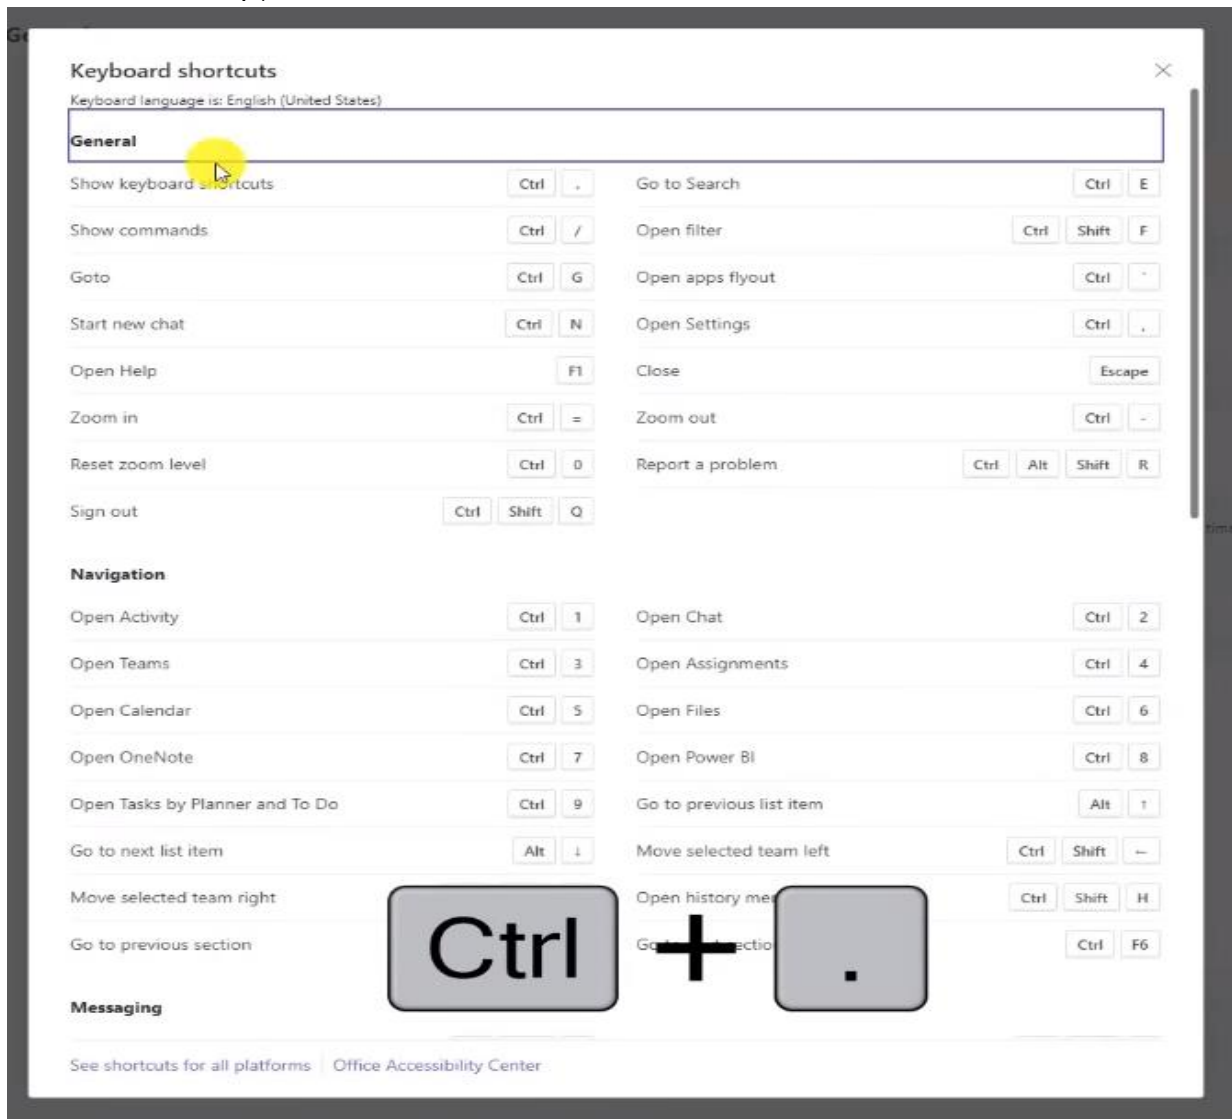 Keyboard shortcuts
Keyboard language is: English (United States)
General
Show keyboard shortcuts Ctrl . Go to Search Ctrl E
Show commands Ctrl / Open filter Ctrl Shift F
Goto Ctrl G Open apps flyout Ctrl `
Start new chat Ctrl N Open Settings Ctrl ,
Open Help F1 Close Escape
Zoom in Ctrl = Zoom out Ctrl -
Reset zoom level Ctrl 0 Report a problem Ctrl Alt Shift R
Sign out Ctrl Shift Q
Navigation
Open Activity Ctrl 1 Open Chat Ctrl 2
Open Teams Ctrl 3 Open Assignments Ctrl 4
Open Calendar Ctrl 5 Open Files Ctrl 6
Open OneNote Ctrl 7 Open Power BI Ctrl 8
Open Tasks by Planner and To Do Ctrl 9 Go to previous list item Alt ↑
Go to next list item Alt ↓ Move selected team left Ctrl Shift ←
Move selected team right Open history Ctrl Shift H
Go to previous section Ctrl F6
Ctrl + .
Messaging
See shortcuts for all platforms Office Accessibility Center